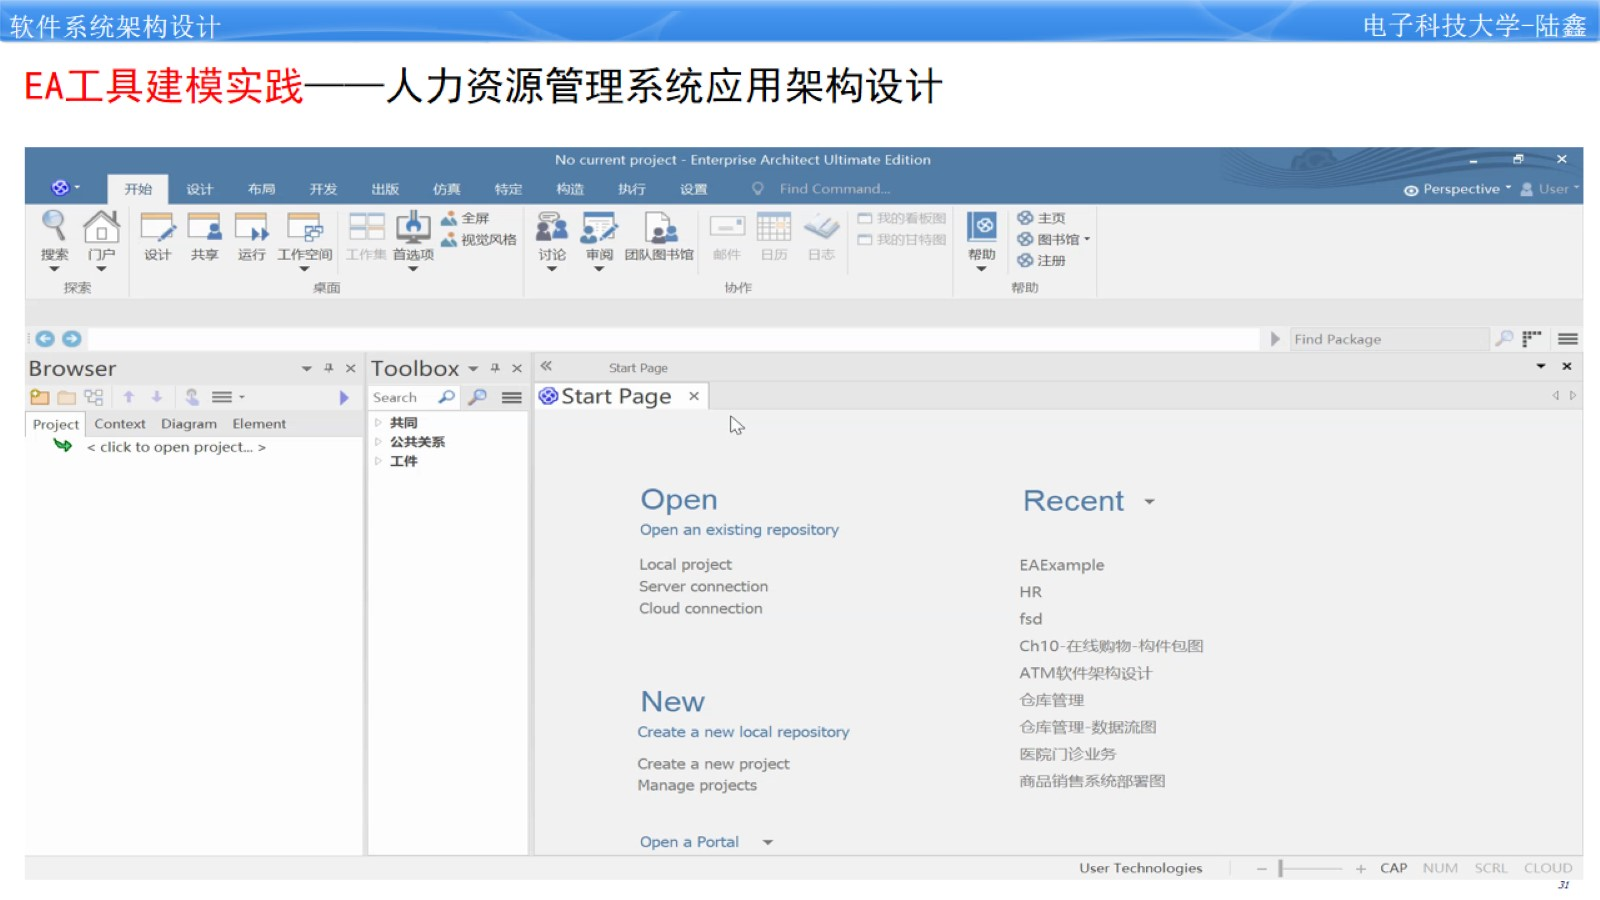 软件系统架构设计
电子科技大学-陆鑫
EA工具建模实践——人力资源管理系统应用架构设计
No current project - Enterprise Architect Ultimate Edition
开始 设计 布局 开发 出版 仿真 特定 构造 执行 设置 Find Command... Perspective User
搜索 门户 设计 共享 运行 工作空间 工作集 首选项 全屏 视觉风格 讨论 审阅 团队图书馆 邮件 日历 日志 我的看板图 我的甘特图 帮助 主页 图书馆 注册
探索 桌面 协作 帮助
Find Package
Browser
Toolbox
Start Page
Search
Start Page
Project Context Diagram Element
< click to open project... >
共同
公共关系
工件
Open
Open an existing repository
Local project
Server connection
Cloud connection
New
Create a new local repository
Create a new project
Manage projects
Open a Portal
Recent
EAExample
HR
fsd
Ch10-在线购物-构件包图
ATM软件架构设计
仓库管理
仓库管理-数据流图
医院门诊业务
商品销售系统部署图
User Technologies
CAP NUM SCRL CLOUD
31